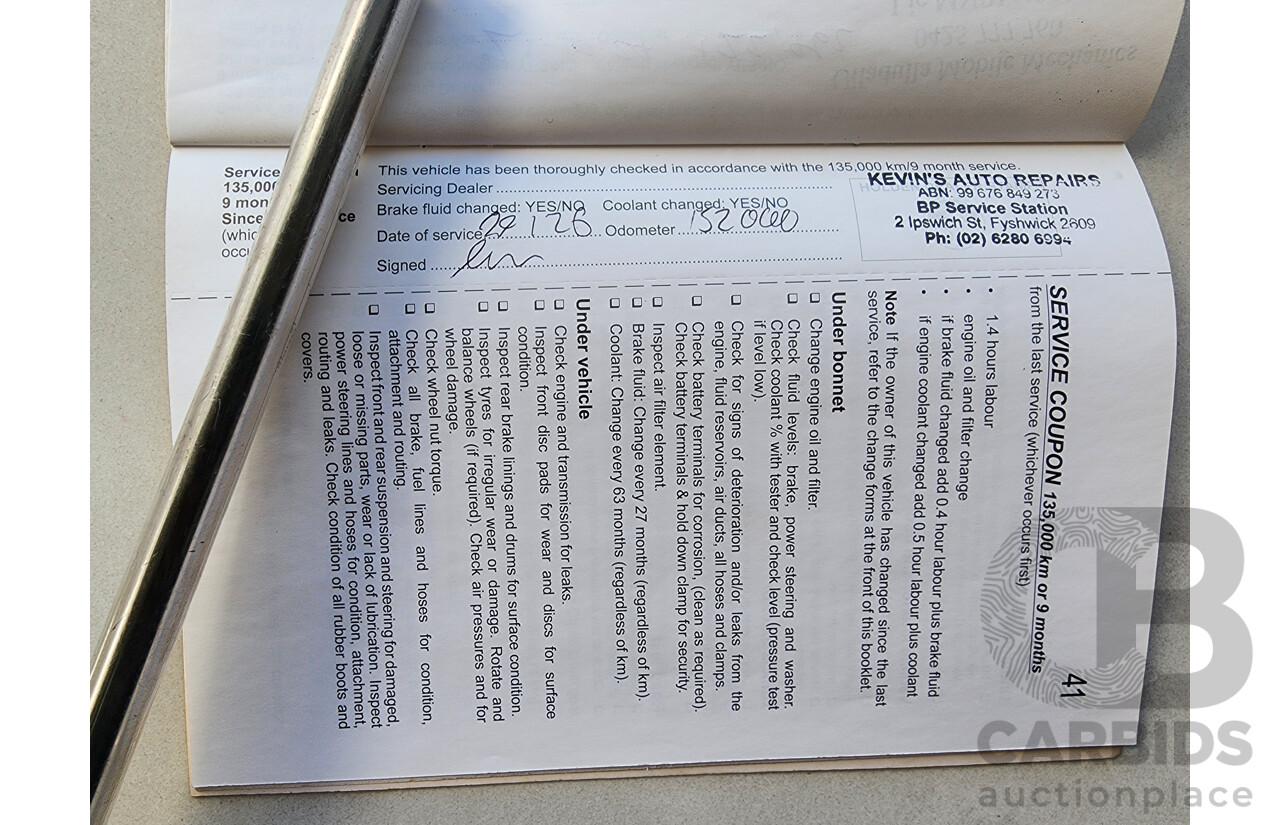 Ulladulla Mobile Mechanics
0425 777 760
Service
135,000
9 mon
Since
(whic
occu
ce
This vehicle has been thoroughly checked in accordance with the 135,000 km/9 month service.
Servicing Dealer
Brake fluid changed: YES/NO Coolant changed: YES/NO
Date of service Odometer 152000
Signed
KEVIN'S AUTO REPAIRS
ABN: 99 676 849 273
BP Service Station
2 Ipswich St, Fyshwick 2609
Ph: (02) 6280 6994
41
SERVICE COUPON 135,000 km or 9 months
from the last service (whichever occurs first)
• 1.4 hours labour
• engine oil and filter change
• if brake fluid changed add 0.4 hour labour plus brake fluid
• if engine coolant changed add 0.5 hour labour plus coolant
Note If the owner of this vehicle has changed since the last
service, refer to the change forms at the front of this booklet.
Under bonnet
❑ Change engine oil and filter.
❑ Check fluid levels: brake, power steering and washer.
Check coolant % with tester and check level (pressure test
if level low).
❑ Check for signs of deterioration and/or leaks from the
engine, fluid reservoirs, air ducts, all hoses and clamps.
❑ Check battery terminals for corrosion, (clean as required).
Check battery terminals & hold down clamp for security.
❑ Inspect air filter element.
❑ Brake fluid: Change every 27 months (regardless of km).
❑ Coolant: Change every 63 months (regardless of km).
Under vehicle
❑ Check engine and transmission for leaks.
❑ Inspect front disc pads for wear and discs for surface
condition.
❑ Inspect rear brake linings and drums for surface condition.
❑ Inspect tyres for irregular wear or damage. Rotate and
balance wheels (if required). Check air pressures and for
wheel damage.
❑ Check wheel nut torque.
❑ Check all brake, fuel lines and hoses for condition,
attachment and routing.
❑ Inspect front and rear suspension and steering for damaged,
loose or missing parts, wear or lack of lubrication. Inspect
power steering lines and hoses for condition, attachment,
routing and leaks. Check condition of all rubber boots and
covers.
CARBIDS
auctionplace